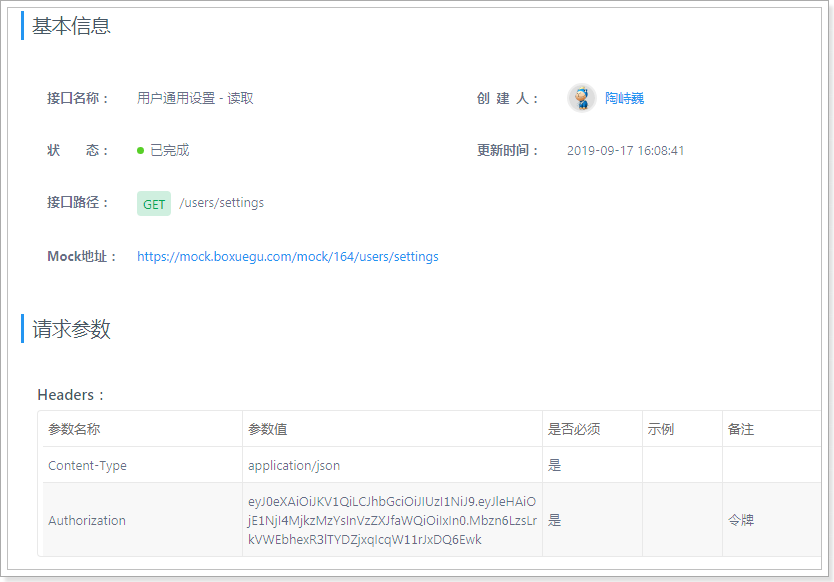 基本信息
接口名称： 用户通用设置 - 读取 创 建 人： 陶峙巍
状 态： 已完成 更新时间： 2019-09-17 16:08:41
接口路径： GET /users/settings
Mock地址： https://mock.boxuegu.com/mock/164/users/settings
请求参数
Headers：
参数名称 参数值 是否必须 示例 备注
Content-Type application/json 是
Authorization eyJ0eXAiOiJKV1QiLCJhbGciOiJIUzI1NiJ9.eyJleHAiO
jE1NjI4MjkzMzYsInVzZXJfaWQiOiIxIn0.Mbzn6LzsLr 是 令牌
kVWEbhexR3lTYDZjxqIcqW11rJxDQ6Ewk